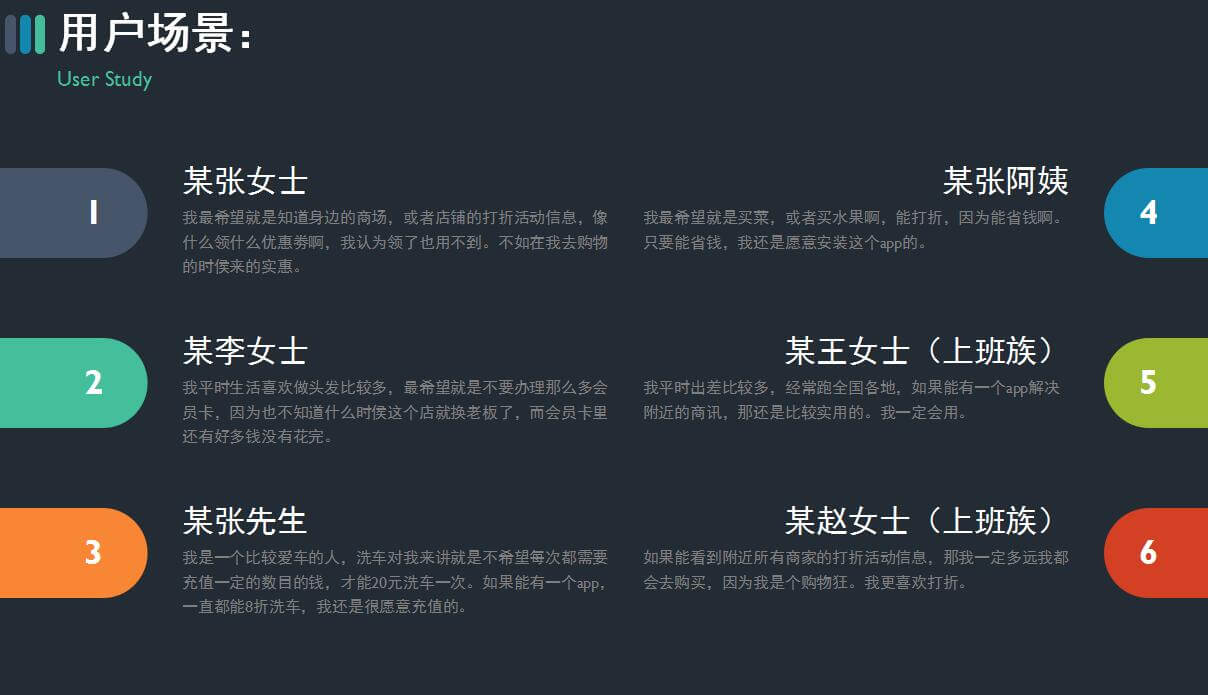 用户场景：
User Study
1
某张女士
我最希望就是知道身边的商场，或者店铺的打折活动信息，像
什么领什么优惠劵啊，我认为领了也用不到。不如在我去购物
的时侯来的实惠。
2
某李女士
我平时生活喜欢做头发比较多，最希望就是不要办理那么多会
员卡，因为也不知道什么时侯这个店就换老板了，而会员卡里
还有好多钱没有花完。
3
某张先生
我是一个比较爱车的人，洗车对我来讲就是不希望每次都需要
充值一定的数目的钱，才能20元洗车一次。如果能有一个app，
一直都能8折洗车，我还是很愿意充值的。
某张阿姨
4
我最希望就是买菜，或者买水果啊，能打折，因为能省钱啊。
只要能省钱，我还是愿意安装这个app的。
某王女士（上班族）
5
我平时出差比较多，经常跑全国各地，如果能有一个app解决
附近的商讯，那还是比较实用的。我一定会用。
某赵女士（上班族）
6
如果能看到附近所有商家的打折活动信息，那我一定多远我都
会去购买，因为我是个购物狂。我更喜欢打折。